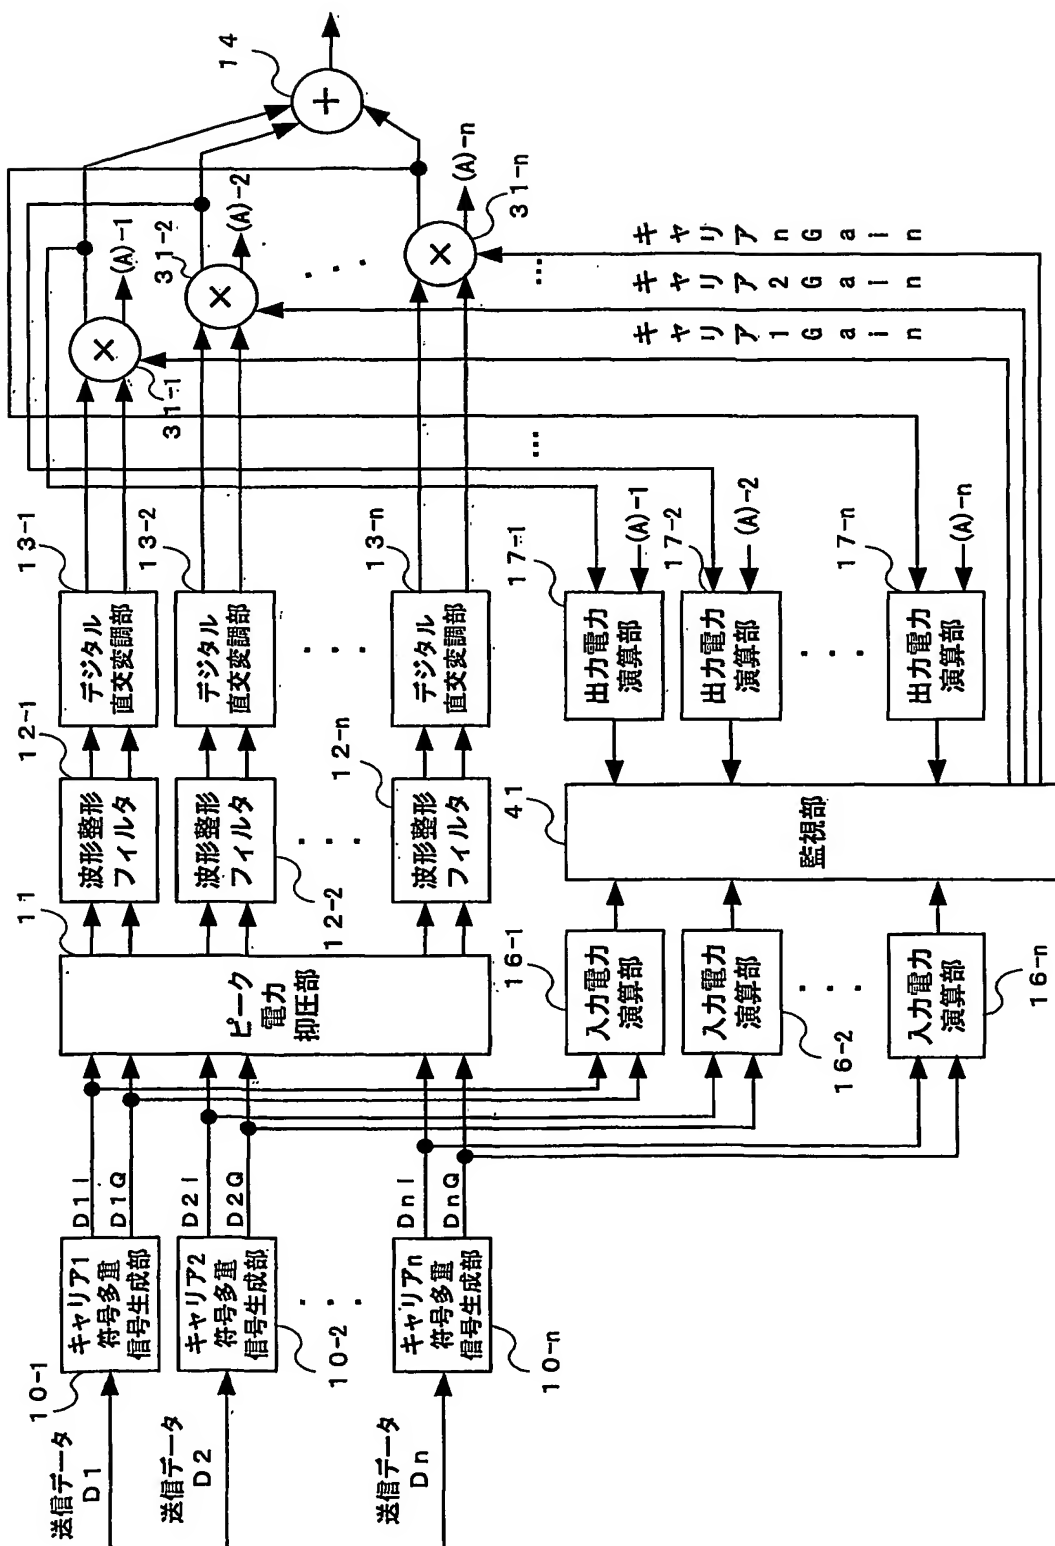 送信データ
D1
10-1
キャリア1
符号多重
信号生成部
D1I
D1Q
11
ピーク
電力
抑圧部
12-1
波形整形
フィルタ
13-1
デジタル
直交変調部
31-1
×
(A)-1
14
+
送信データ
D2
キャリア2
符号多重
信号生成部
10-2
D2I
D2Q
波形整形
フィルタ
12-2
13-2
デジタル
直交変調部
31-2
×
(A)-2
送信データ
Dn
キャリアn
符号多重
信号生成部
10-n
DnI
DnQ
12-n
波形整形
フィルタ
13-n
デジタル
直交変調部
×
31-n
(A)-n
16-1
入力電力
演算部
41
監視部
17-1
出力電力
演算部
(A)-1
入力電力
演算部
16-2
17-2
出力電力
演算部
(A)-2
入力電力
演算部
16-n
17-n
出力電力
演算部
(A)-n
キャリア1Gain
キャリア2Gain
キャリアnGain